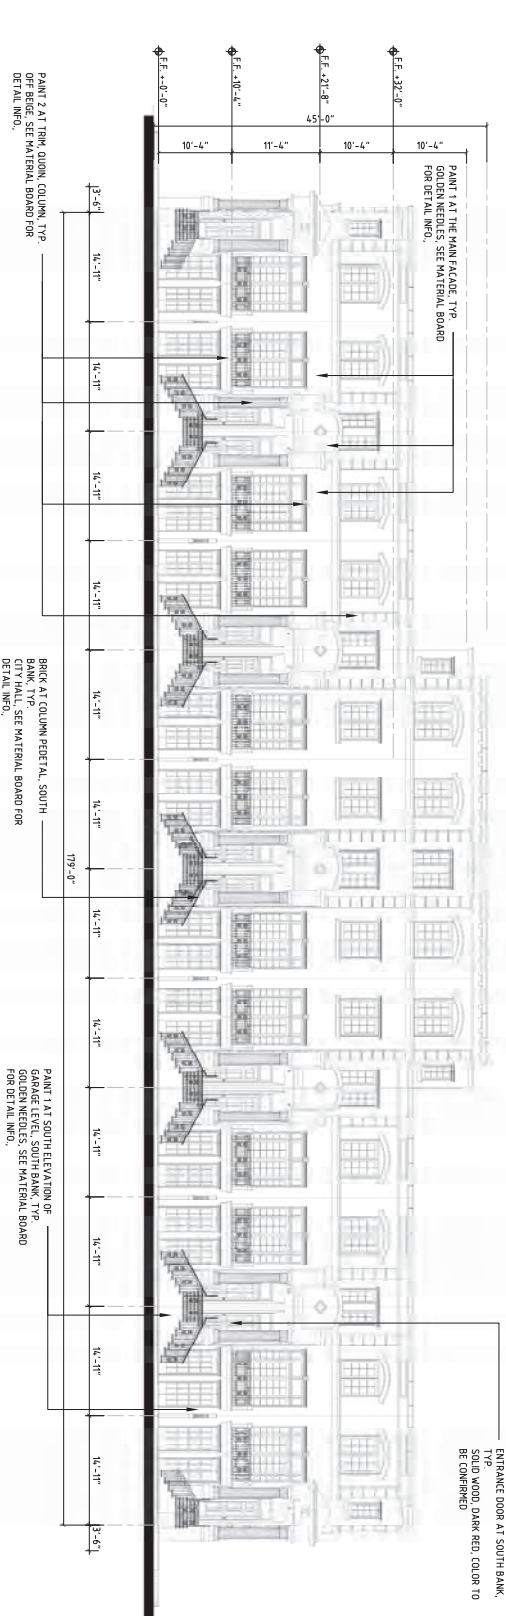 F.F. +-0'-0"
F.F. +10'-4"
F.F. +21'-8"
F.F. +32'-0"
45'-0"
10'-4"
11'-4"
10'-4"
10'-4"
PAINT 1 AT THE MAIN FACADE, TYP.
GOLDEN NEEDLES, SEE MATERIAL BOARD
FOR DETAIL INFO.,
ENTRANCE DOOR AT SOUTH BANK,
TYP.
SOLID WOOD, DARK RED, COLOR TO
BE CONFIRMED
3'-6"
14'-11"
14'-11"
14'-11"
14'-11"
14'-11"
14'-11"
14'-11"
14'-11"
14'-11"
14'-11"
14'-11"
14'-11"
3'-6"
179'-0"
PAINT 2 AT TRIM, QUOIN, COLUMN, TYP.
OFF BEIGE, SEE MATERIAL BOARD FOR
DETAIL INFO.,
BRICK AT COLUMN PEDETAL, SOUTH
BANK, TYP.
CITY HALL, SEE MATERIAL BOARD FOR
DETAIL INFO.,
PAINT 1 AT SOUTH ELEVATION OF
GARAGE LEVEL, SOUTH BANK, TYP.
GOLDEN NEEDLES, SEE MATERIAL BOARD
FOR DETAIL INFO.,